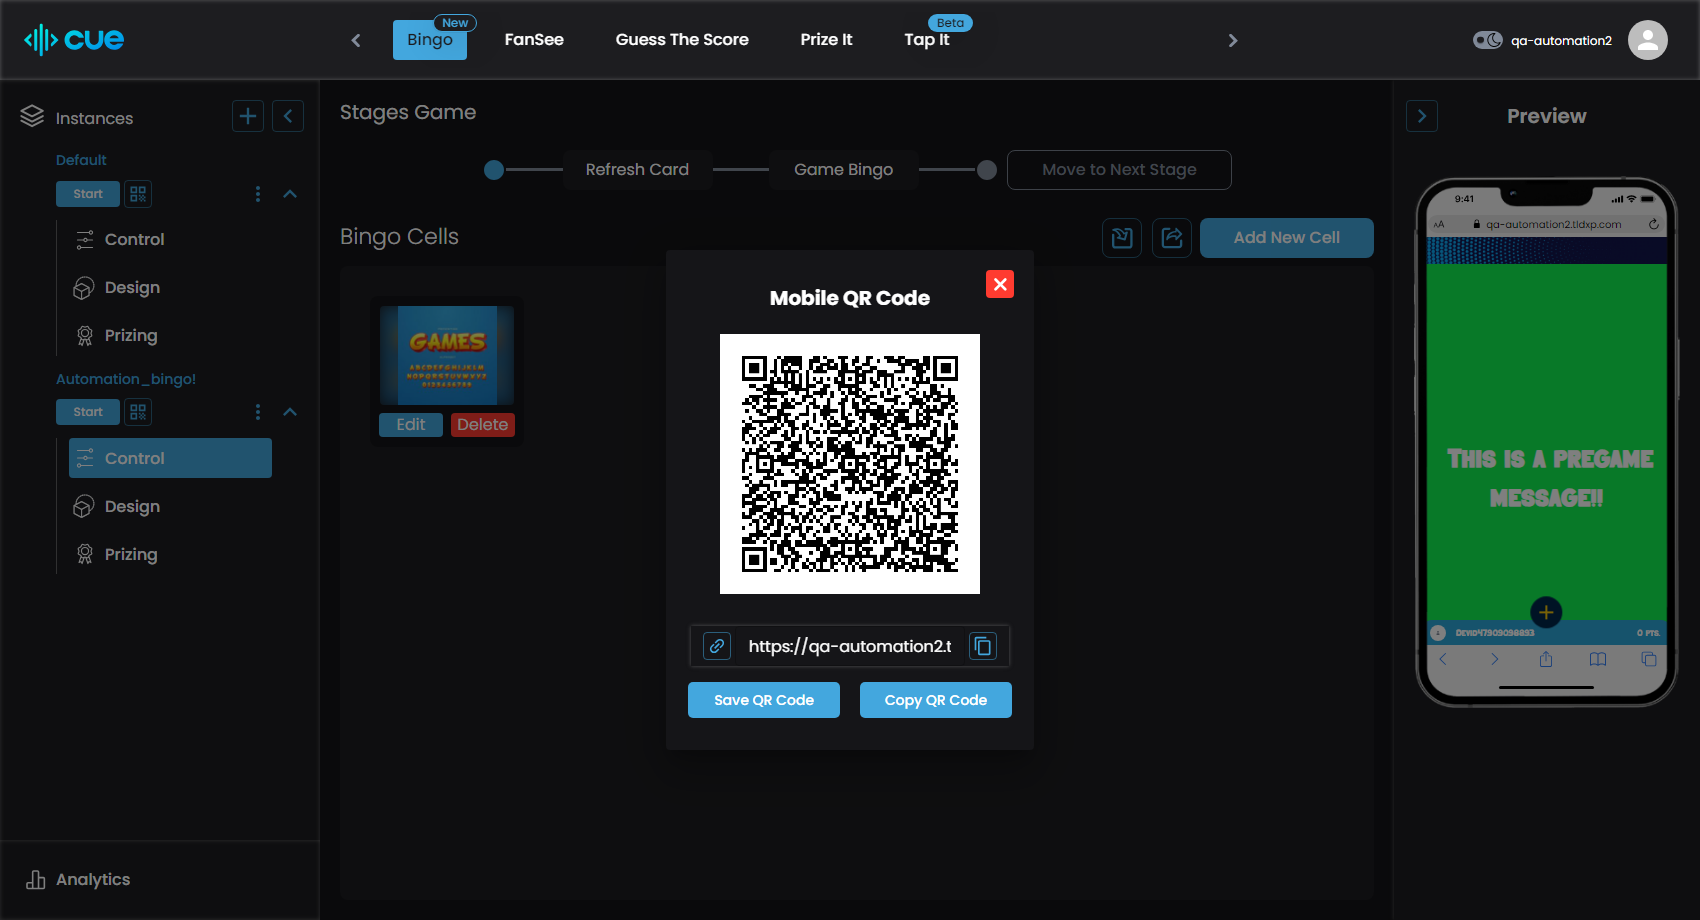 cue
Bingo
New
FanSee
Guess The Score
Prize It
Tap It
Beta
qa-automation2
Instances
Default
Start
Control
Design
Prizing
Automation_bingo!
Start
Control
Design
Prizing
Analytics
Stages Game
Refresh Card
Game Bingo
Move to Next Stage
Bingo Cells
Add New Cell
GAMES
ABCDEFGHIJKLM
NOPQRSTUVWXYZ
0123456789
Edit
Delete
Mobile QR Code
https://qa-automation2.t
Save QR Code
Copy QR Code
Preview
9:41
AA
qa-automation2.tldxp.com
THIS IS A PREGAME
MESSAGE!!
0 PTS.